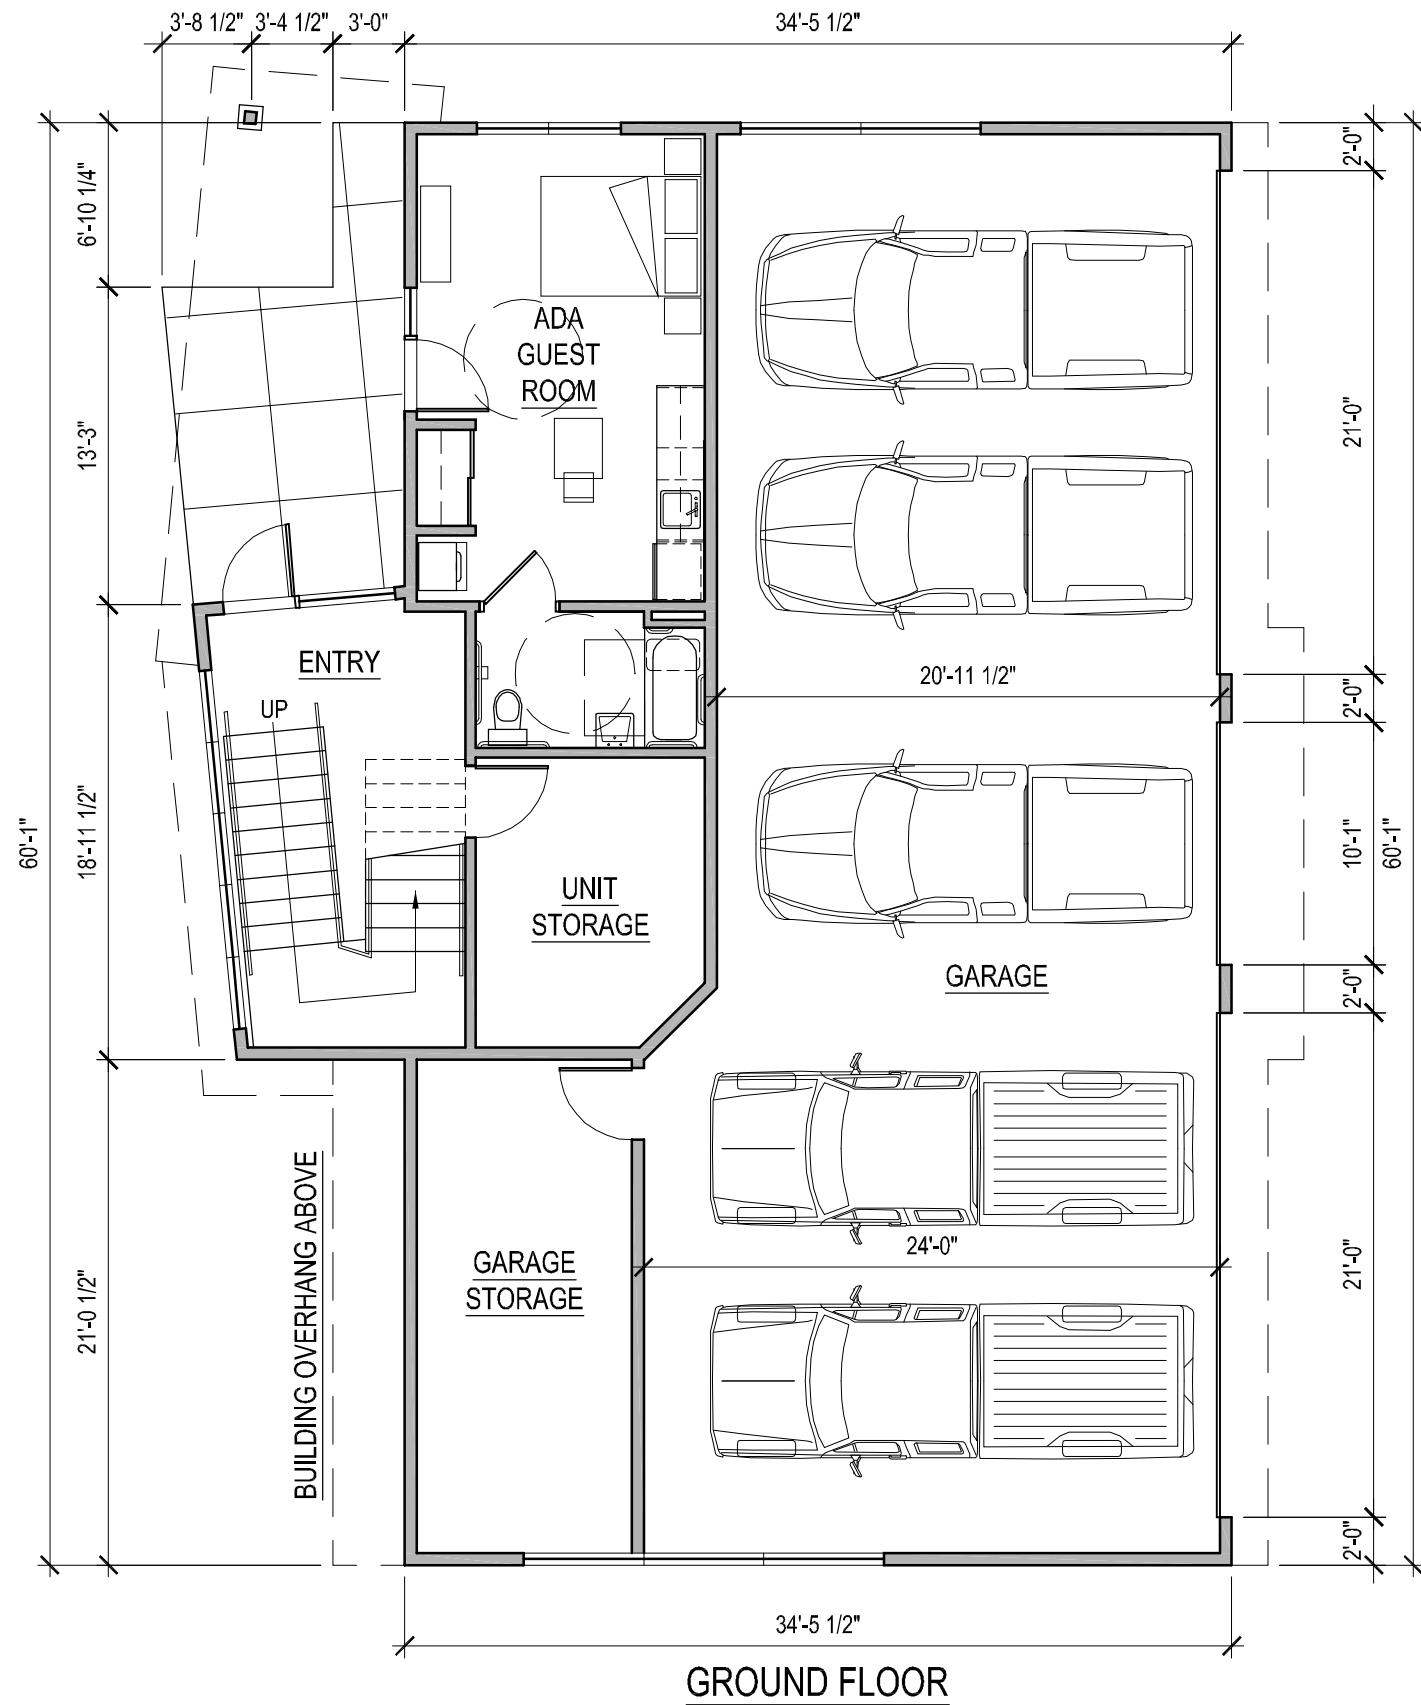 3'-8 1/2" 3'-4 1/2" 3'-0" 34'-5 1/2"
6'-10 1/4"
13'-3"
18'-11 1/2"
21'-0 1/2"
60'-1"
ADA
GUEST
ROOM
ENTRY
UP
UNIT
STORAGE
20'-11 1/2"
GARAGE
GARAGE
STORAGE
24'-0"
BUILDING OVERHANG ABOVE
2'-0"
21'-0"
2'-0"
10'-1"
2'-0"
21'-0"
2'-0"
60'-1"
34'-5 1/2"
GROUND FLOOR